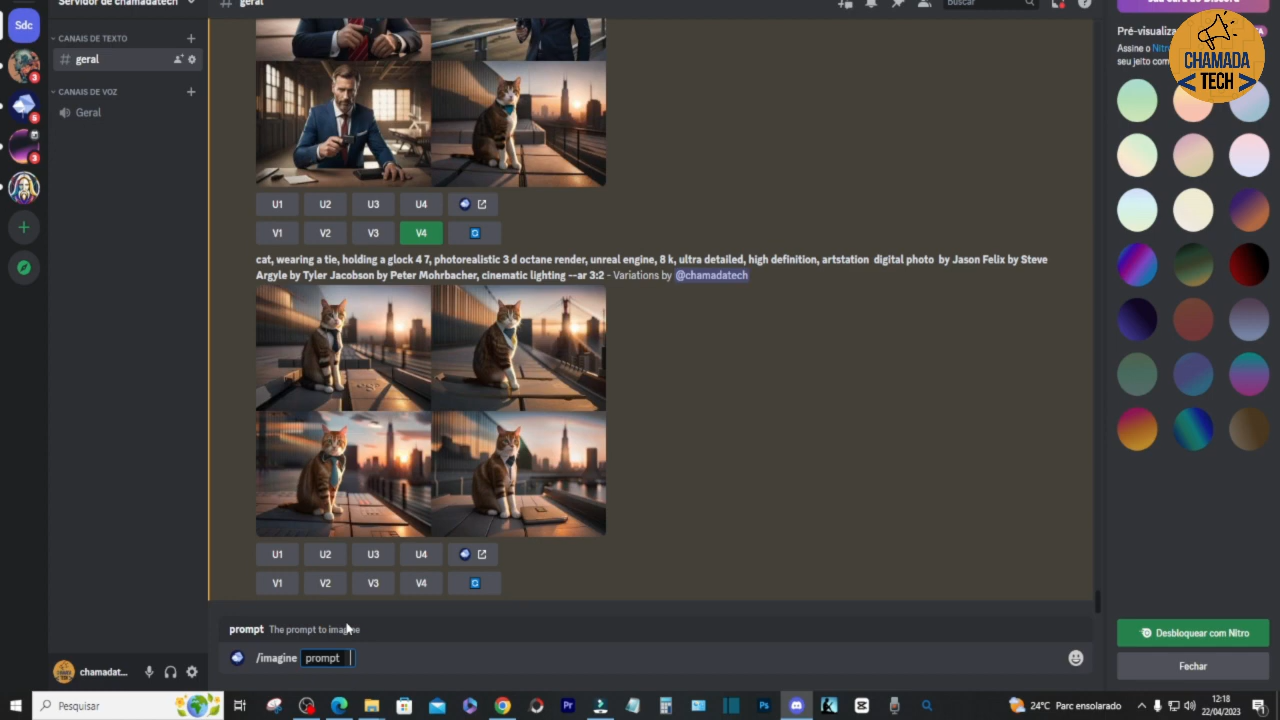 Servidor de chamadatech
geral
Buscar
Sdc
CANAIS DE TEXTO
geral
CANAIS DE VOZ
Geral
3
6
3
U1 U2 U3 U4
V1 V2 V3 V4
cat, wearing a tie, holding a glock 4 7, photorealistic 3 d octane render, unreal engine, 8 k, ultra detailed, high definition, artstation digital photo by Jason Felix by Steve
Argyle by Tyler Jacobson by Peter Mohrbacher, cinematic lighting --ar 3:2 - Variations by @chamadatech
U1 U2 U3 U4
V1 V2 V3 V4
prompt The prompt to imagine
/imagine prompt
chamadat...
Pré-visualiza
Assine o Nitro
seu jeito com
CHAMADA
< TECH >
Desbloquear com Nitro
Fechar
Pesquisar
24°C Parc ensolarado
12:18
22/04/2023